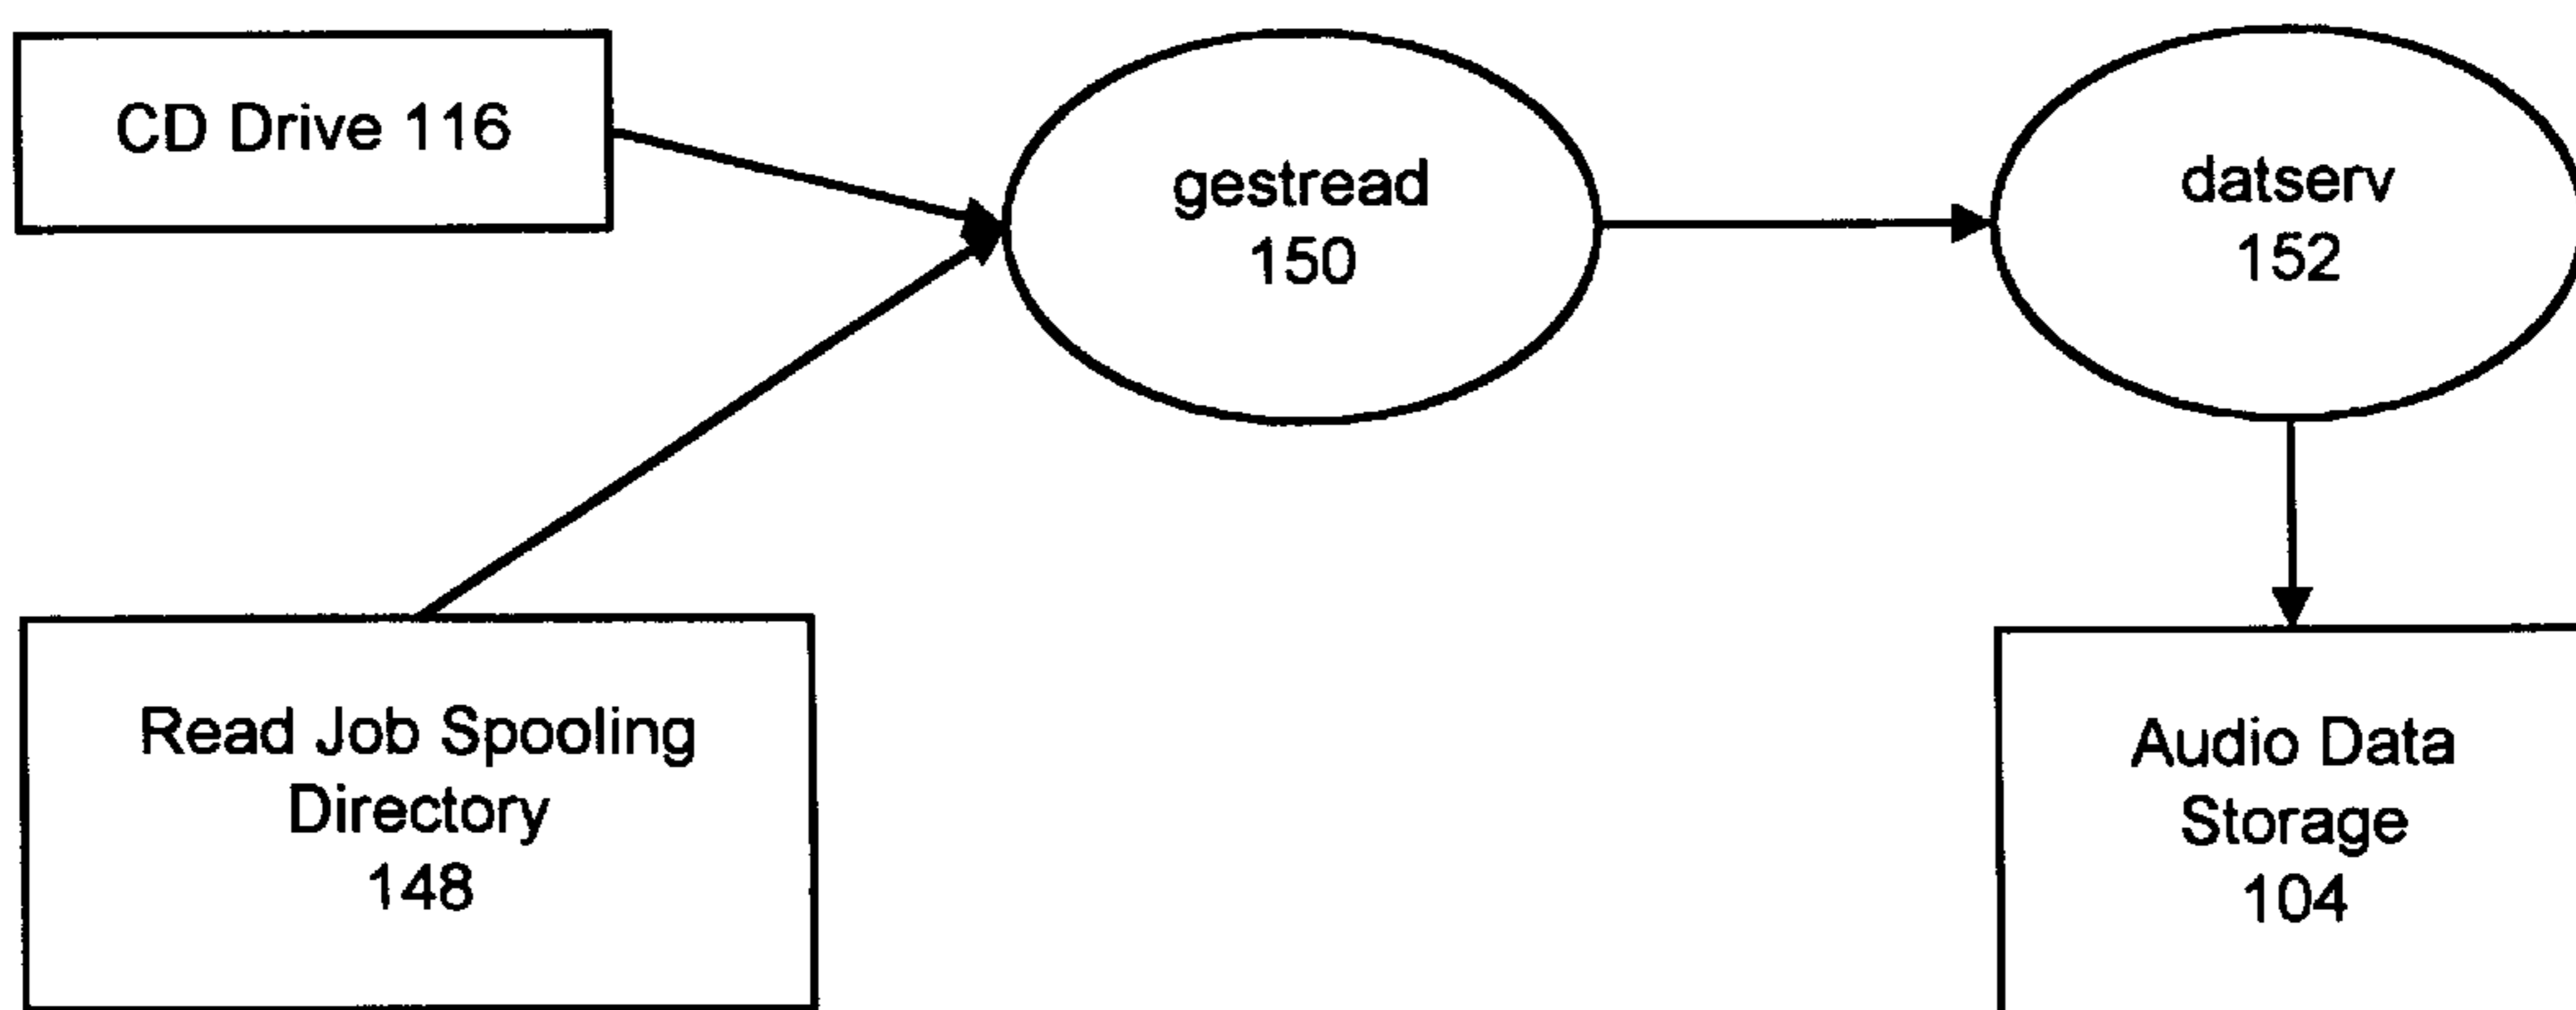 CD Drive 116
gestread
150
datserv
152
Read Job Spooling
Directory
148
Audio Data
Storage
104